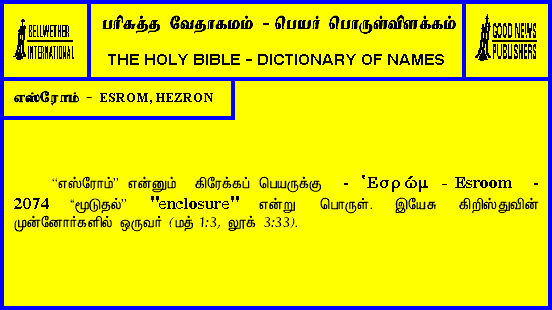 BELLWETHER
INTERNATIONAL
பரிசுத்த வேதாகமம் - பெயர் பொருள்விளக்கம்
THE HOLY BIBLE - DICTIONARY OF NAMES
GOOD NEWS
PUBLISHERS
எஸ்ரோம் - ESROM, HEZRON
“எஸ்ரோம்” என்னும் கிரேக்கப் பெயருக்கு - Ἑσρώμ - Esroom -
2074 “மூடுதல்” "enclosure" என்று பொருள். இயேசு கிறிஸ்துவின்
முன்னோர்களில் ஒருவர் (மத் 1:3, லூக் 3:33).